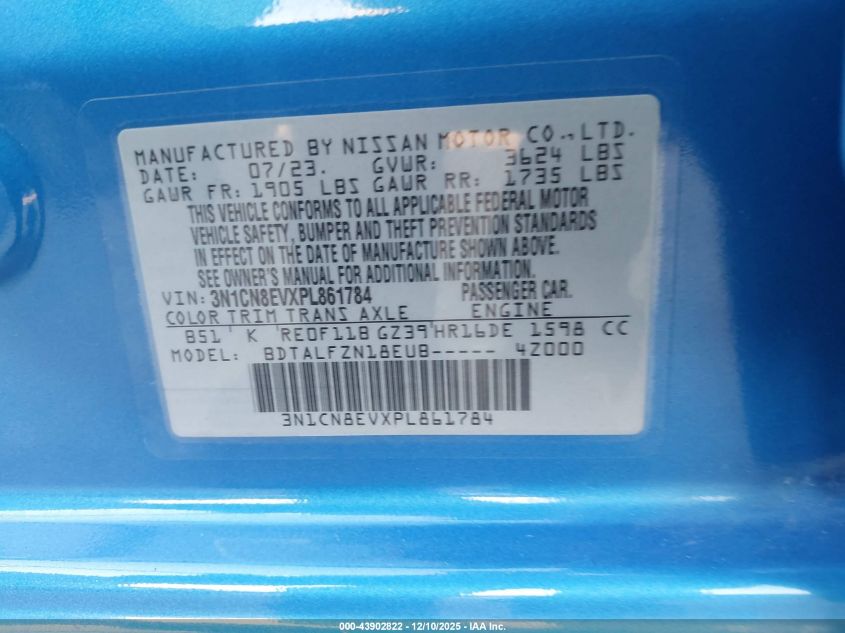 MANUFACTURED BY NISSAN MOTOR CO.,LTD.
DATE: 07/23. GVWR: 3624 LBS
GAWR FR: 1905 LBS GAWR RR: 1735 LBS
THIS VEHICLE CONFORMS TO ALL APPLICABLE FEDERAL MOTOR
VEHICLE SAFETY, BUMPER AND THEFT PREVENTION STANDARDS
IN EFFECT ON THE DATE OF MANUFACTURE SHOWN ABOVE.
SEE OWNER'S MANUAL FOR ADDITIONAL INFORMATION.
VIN: 3N1CN8EVXPL861784 PASSENGER CAR.
COLOR TRIM TRANS AXLE ENGINE
B51 K RE0F11B GZ39 HR16DE 1598 CC
MODEL: BDTALFZN18EUB----- 4Z000
3N1CN8EVXPL861784
000-43902822 - 12/10/2025 - IAA Inc.